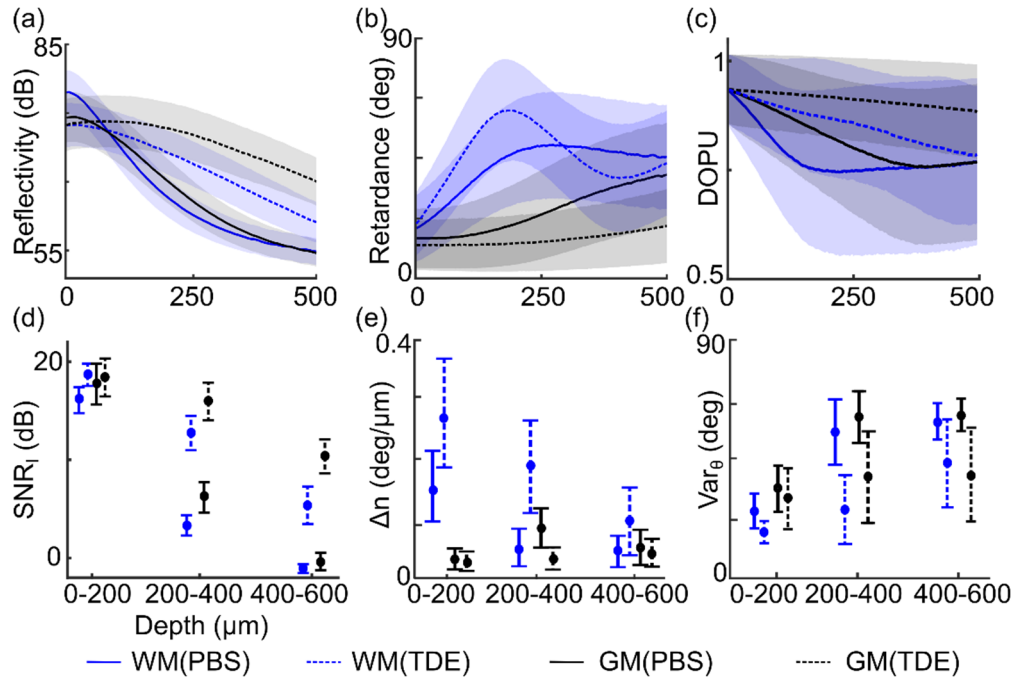 (a)
85
55
Reflectivity (dB)
0
250
500
(b)
90
0
Retardance (deg)
0
250
500
(c)
1
0.5
DOPU
0
250
500
(d)
20
0
SNR_I (dB)
0-200
200-400
400-600
Depth (μm)
(e)
0.4
0
Δn (deg/μm)
0-200
200-400
400-600
(f)
90
0
Var_θ (deg)
0-200
200-400
400-600
WM(PBS)
WM(TDE)
GM(PBS)
GM(TDE)